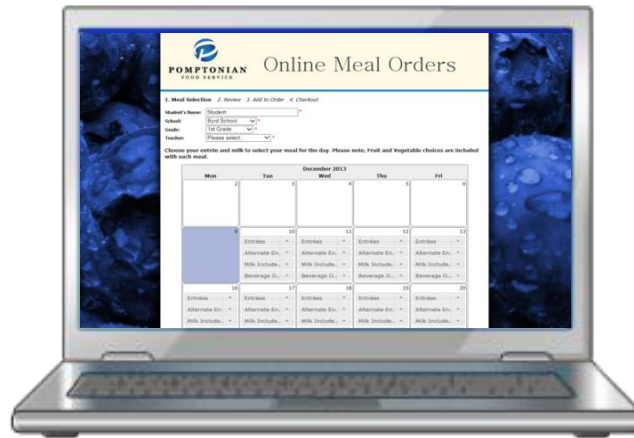 POMPTONIAN
FOOD SERVICE
Online Meal Orders
1. Meal Selection 2. Review 3. Add to Order 4. Checkout
Student's Name: Student *
School: Byrd School *
Grade: 1st Grade *
Teacher: Please select. *
Choose your entrée and milk to select your meal for the day. Please note, Fruit and Vegetable choices are included
with each meal.
December 2013
Mon Tue Wed Thu Fri
2 3 4 5 6
9 10 11 12 13
Entrées Entrées Entrées Entrées
Alternate En. Alternate En. Alternate En. Alternate En.
Milk Include.. Milk Include.. Milk Include.. Milk Include..
Beverage O... Beverage O... Beverage O... Beverage O...
16 17 18 19 20
Entrées Entrées Entrées Entrées Entrées
Alternate En. Alternate En. Alternate En. Alternate En. Alternate En.
Milk Include.. Milk Include.. Milk Include.. Milk Include.. Milk Include..